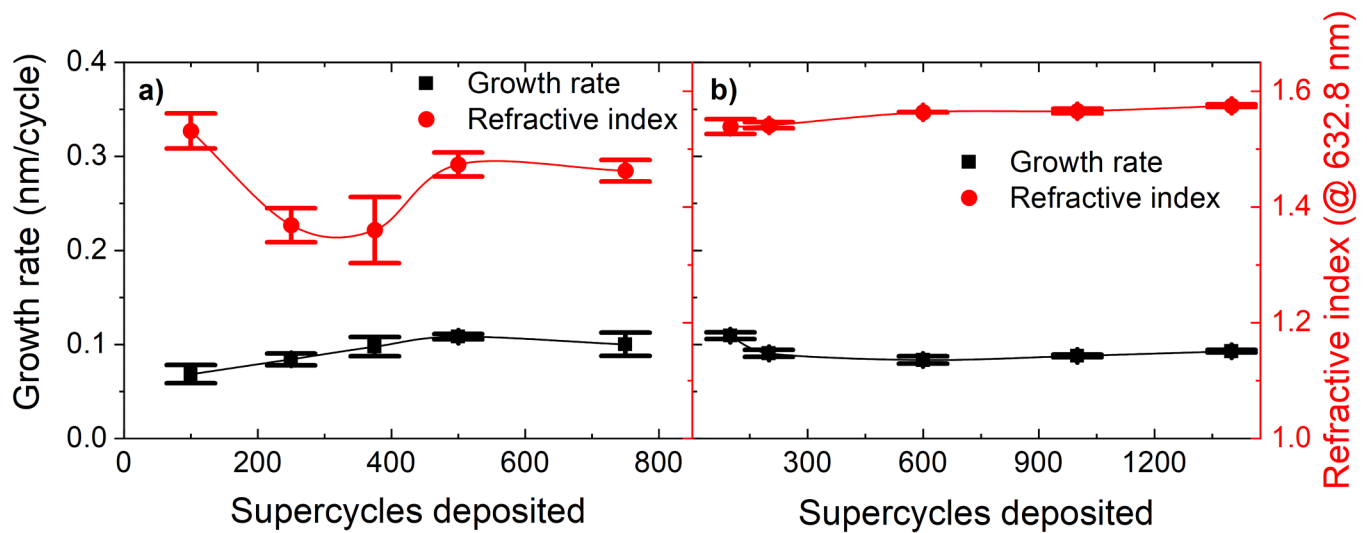 Growth rate (nm/cycle)
0.4
0.3
0.2
0.1
0.0
a)
Growth rate
Refractive index
0
200
400
600
800
Supercycles deposited
b)
Growth rate
Refractive index
300
600
900
1200
Supercycles deposited
1.6
1.4
1.2
1.0
Refractive index (@ 632.8 nm)